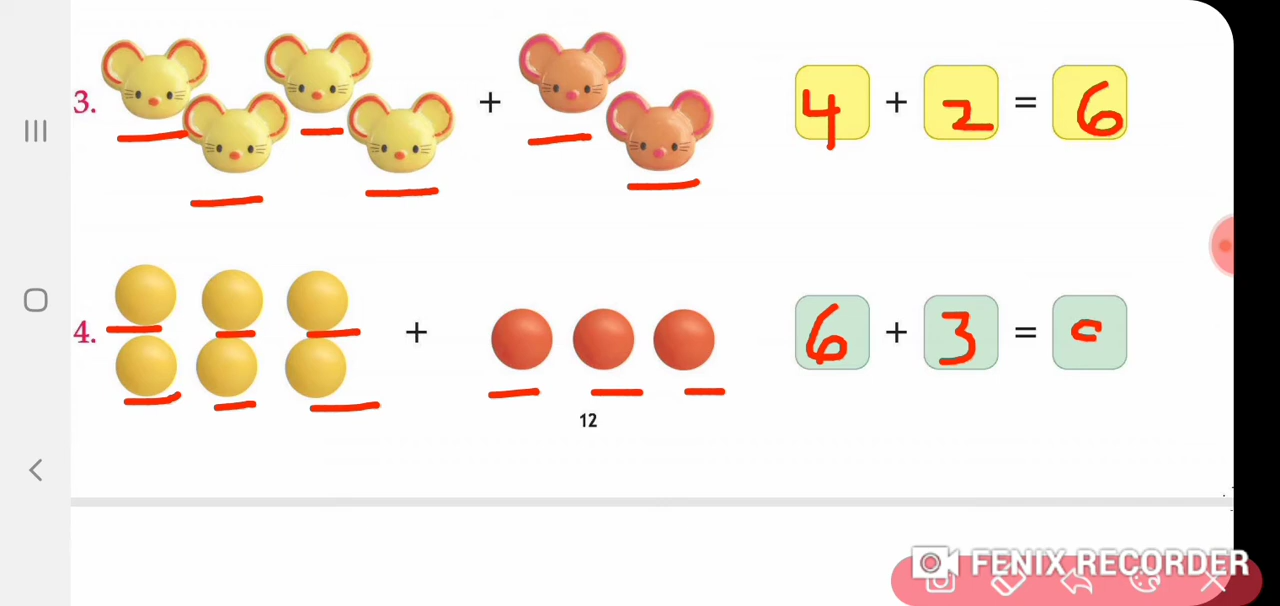 3. + 4 + 2 = 6
4. + 6 + 3 =
12
FENIX RECORDER